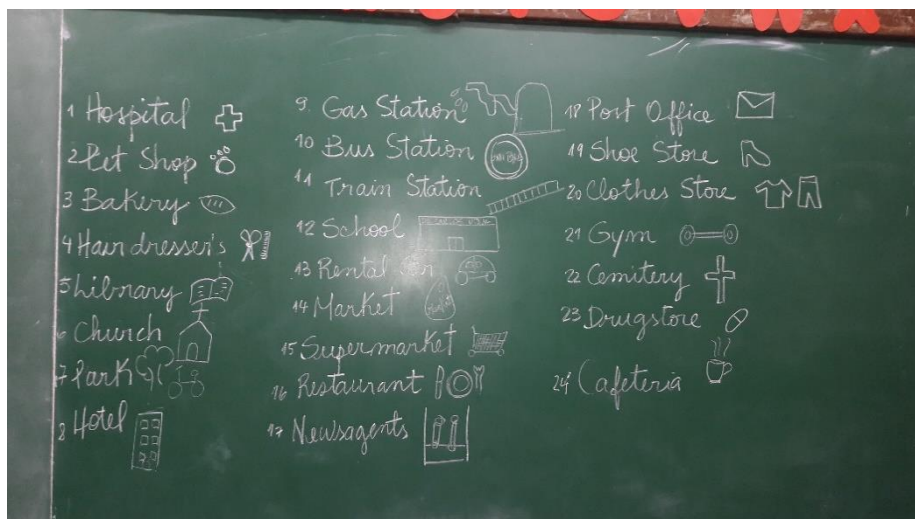 1 Hospital
2 Pet Shop
3 Bakery
4 Hairdresser's
5 Library
6 Church
7 Park
8 Hotel
9. Gas Station
10 Bus Station
11 Train Station
12 School
13 Rental Car
14 Market
15 Supermarket
16 Restaurant
17 Newsagents
18 Post Office
19 Shoe Store
20 Clothes Store
21 Gym
22 Cemitery
23 Drugstore
24 Cafeteria